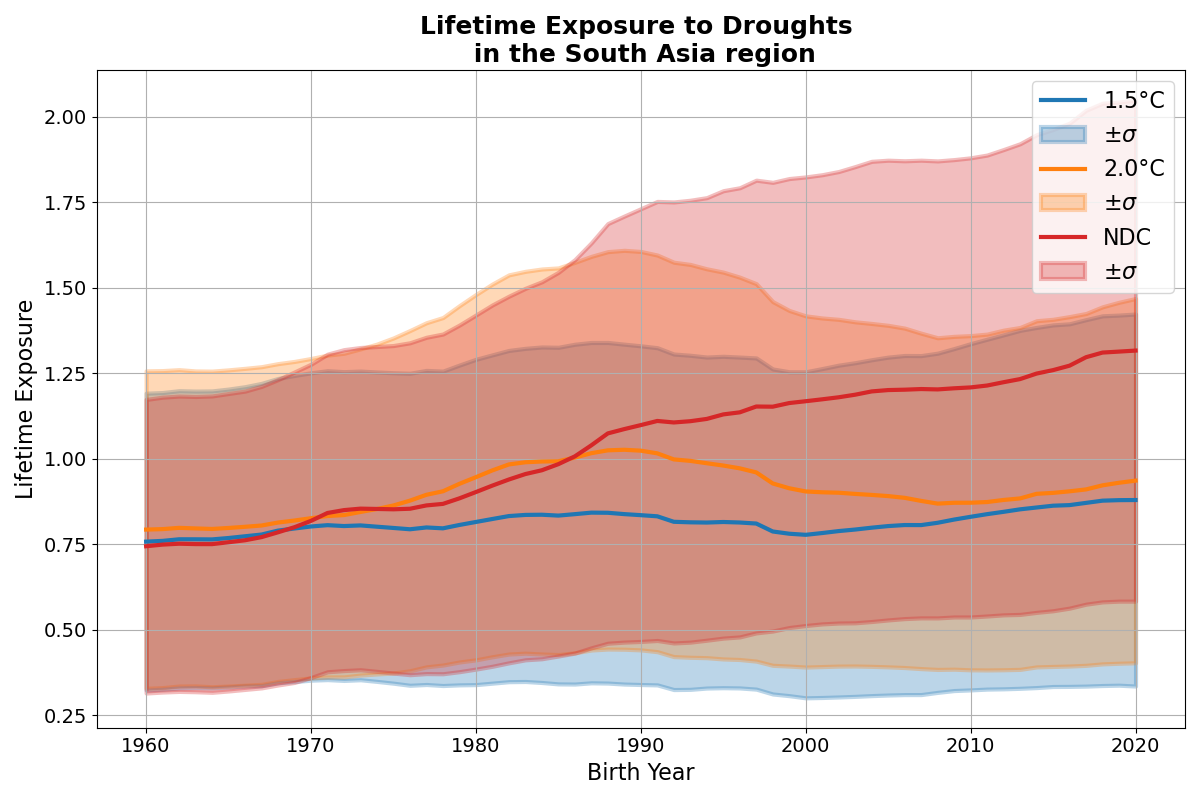 Lifetime Exposure to Droughts
in the South Asia region
Lifetime Exposure
2.00
1.75
1.50
1.25
1.00
0.75
0.50
0.25
1960
1970
1980
1990
2000
2010
2020
Birth Year
1.5°C
±σ
2.0°C
±σ
NDC
±σ